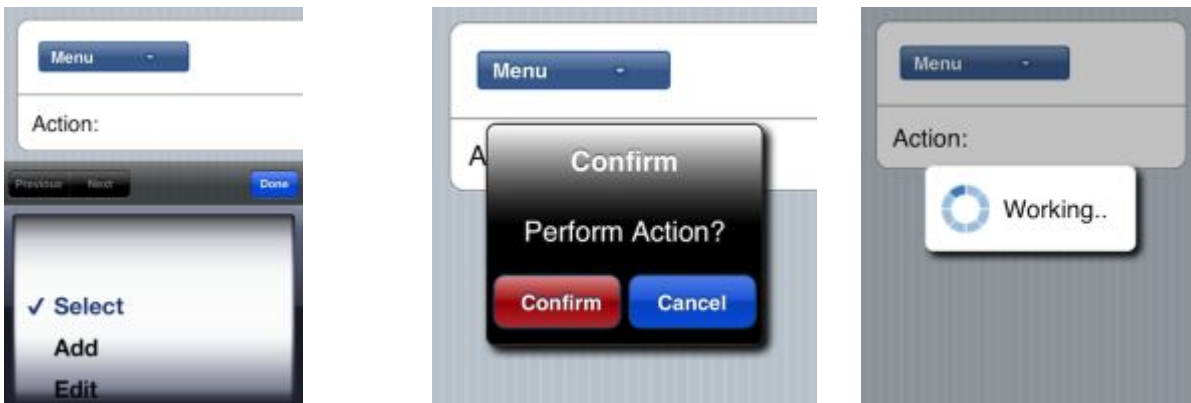 Menu
Action:
Previous Next Done
✓ Select
Add
Edit
Menu
A
Confirm
Perform Action?
Confirm Cancel
Menu
Action:
Working..